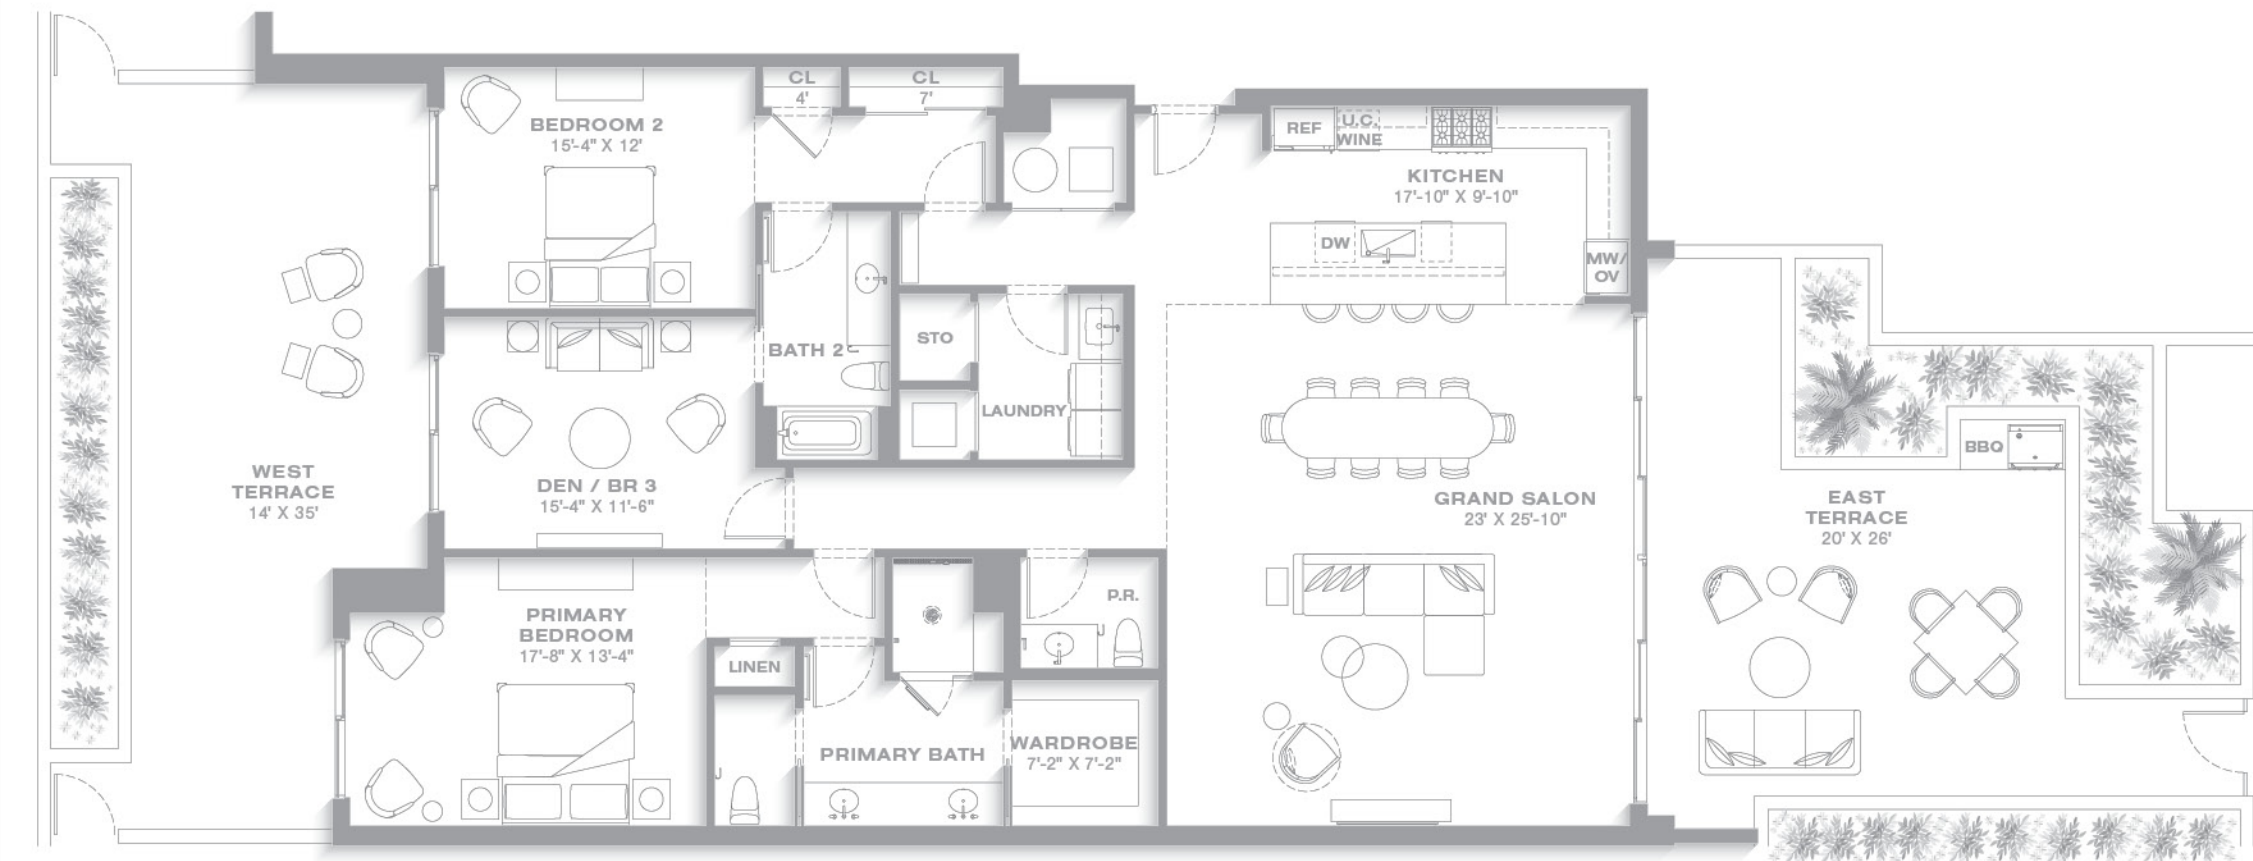 CL
4'
CL
7'
BEDROOM 2
15'-4" X 12'
REF
U.C.
WINE
KITCHEN
17'-10" X 9'-10"
DW
MW/
OV
STO
BATH 2
LAUNDRY
BBQ
WEST
TERRACE
14' X 35'
DEN / BR 3
15'-4" X 11'-6"
GRAND SALON
23' X 25'-10"
EAST
TERRACE
20' X 26'
P.R.
PRIMARY
BEDROOM
17'-8" X 13'-4"
LINEN
PRIMARY BATH
WARDROBE
7'-2" X 7'-2"